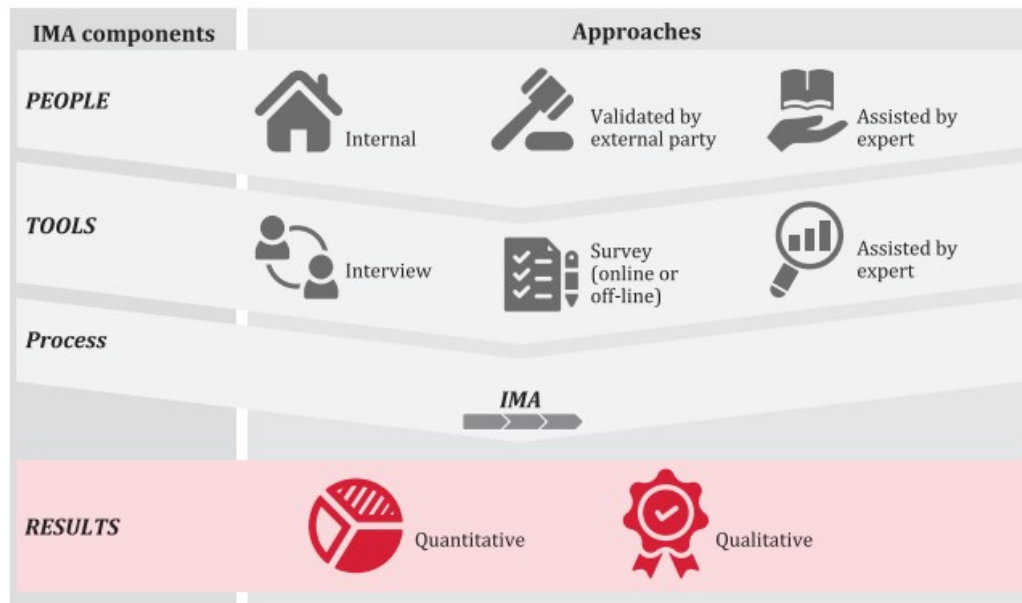 IMA components
Approaches
PEOPLE
Internal
Validated by
external party
Assisted by
expert
TOOLS
Interview
Survey
(online or
off-line)
Assisted by
expert
Process
IMA
RESULTS
Quantitative
Qualitative